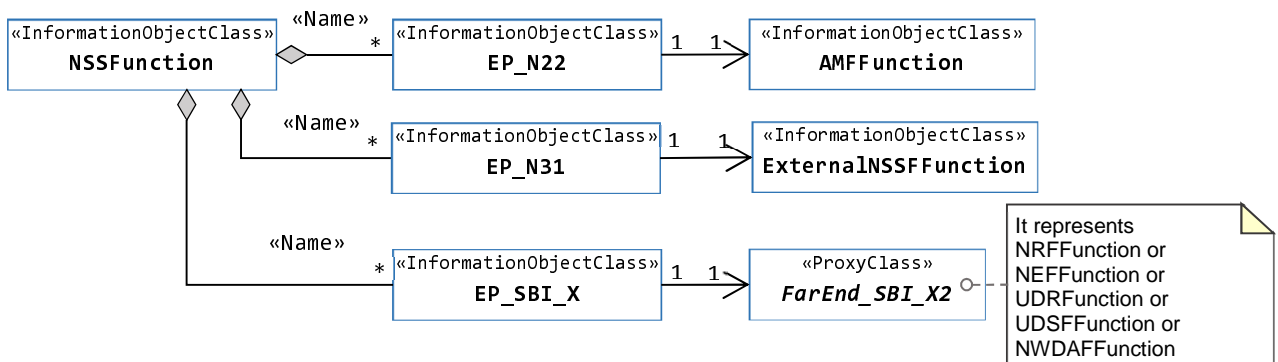 «InformationObjectClass»
NSSFunction
«Name»
*
«InformationObjectClass»
EP_N22
1
1
«InformationObjectClass»
AMFFunction
«Name»
*
«InformationObjectClass»
EP_N31
1
1
«InformationObjectClass»
ExternalNSSFFunction
«Name»
*
«InformationObjectClass»
EP_SBI_X
1
1
«ProxyClass»
FarEnd_SBI_X2
It represents
NRFFunction or
NEFFunction or
UDRFunction or
UDSFFunction or
NWDAFFunction